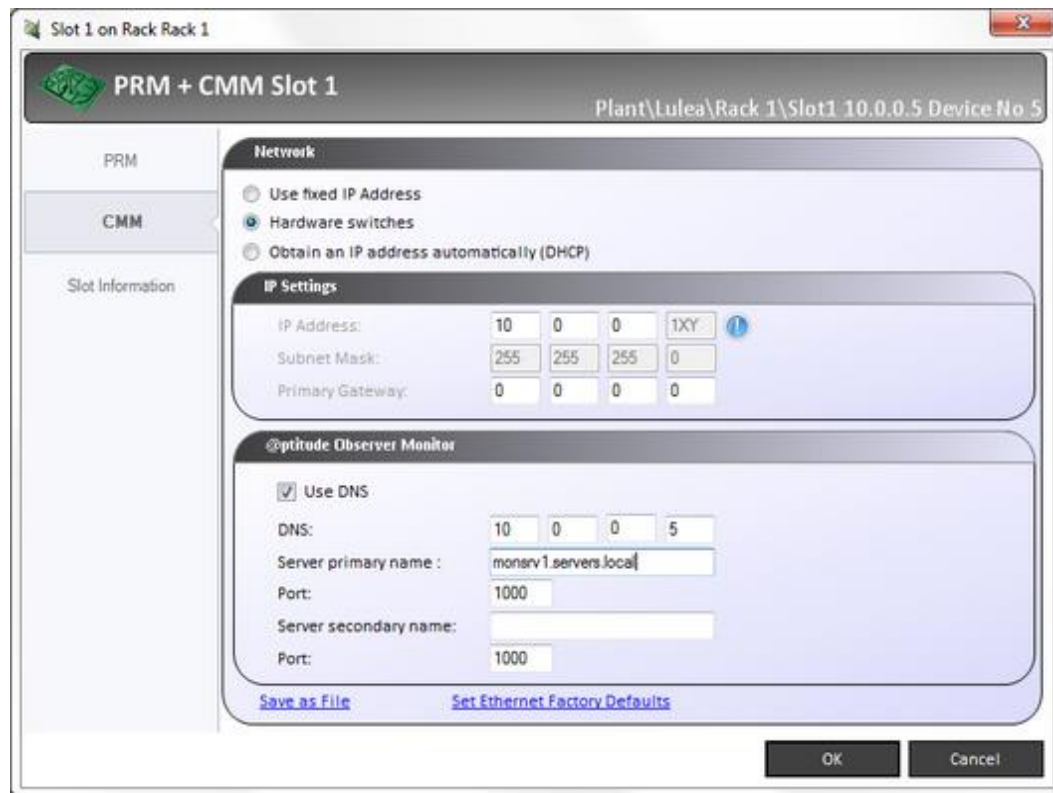 Slot 1 on Rack Rack 1
PRM + CMM Slot 1
Plant\Lulea\Rack 1\Slot1 10.0.0.5 Device No 5
PRM
CMM
Slot Information
Network
Use fixed IP Address
Hardware switches
Obtain an IP address automatically (DHCP)
IP Settings
IP Address: 10 0 0 1XY
Subnet Mask: 255 255 255 0
Primary Gateway: 0 0 0 0
@ptitude Observer Monitor
Use DNS
DNS: 10 0 0 5
Server primary name : monsrv1.servers.local
Port: 1000
Server secondary name:
Port: 1000
Save as File Set Ethernet Factory Defaults
OK Cancel